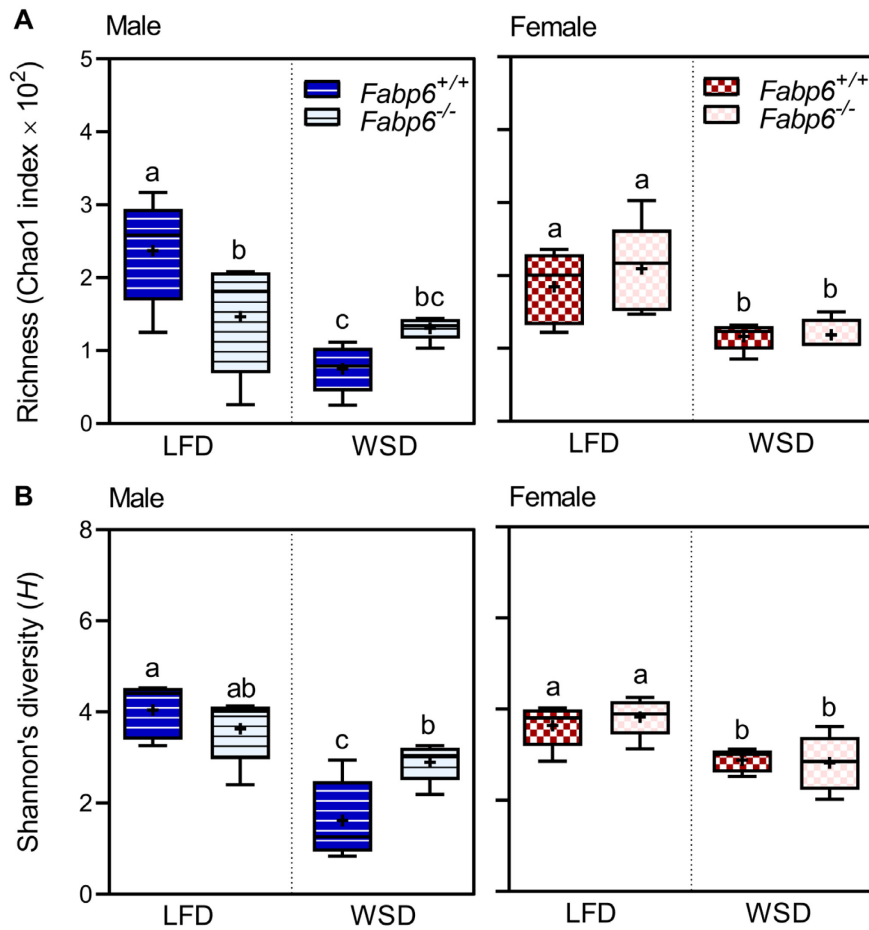 A
Male
Female
Richness (Chao1 index × 10²)
5
4
3
2
1
0
Fabp6+/+
Fabp6-/-
Fabp6+/+
Fabp6-/-
a
b
c
bc
a
a
b
b
LFD
WSD
LFD
WSD
B
Male
Female
Shannon's diversity (H)
8
6
4
2
0
a
ab
c
b
a
a
b
b
LFD
WSD
LFD
WSD